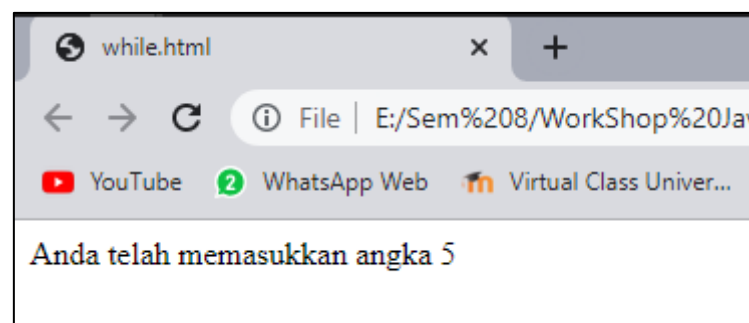 while.html
File | E:/Sem%208/WorkShop%20Jav
YouTube 2 WhatsApp Web Virtual Class Univer...
Anda telah memasukkan angka 5